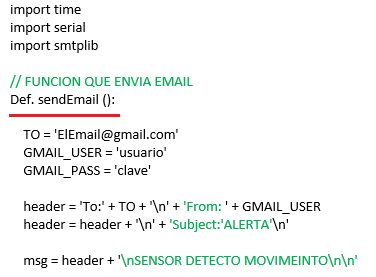 import time
import serial
import smtplib
// FUNCION QUE ENVIA EMAIL
Def. sendEmail ():
TO = 'ElEmail@gmail.com'
GMAIL_USER = 'usuario'
GMAIL_PASS = 'clave'
header = 'To:' + TO + '\n' + 'From: ' + GMAIL_USER
header = header + '\n' + 'Subject:'ALERTA'\n'
msg = header + '\nSENSOR DETECTO MOVIMEINTO\n\n'